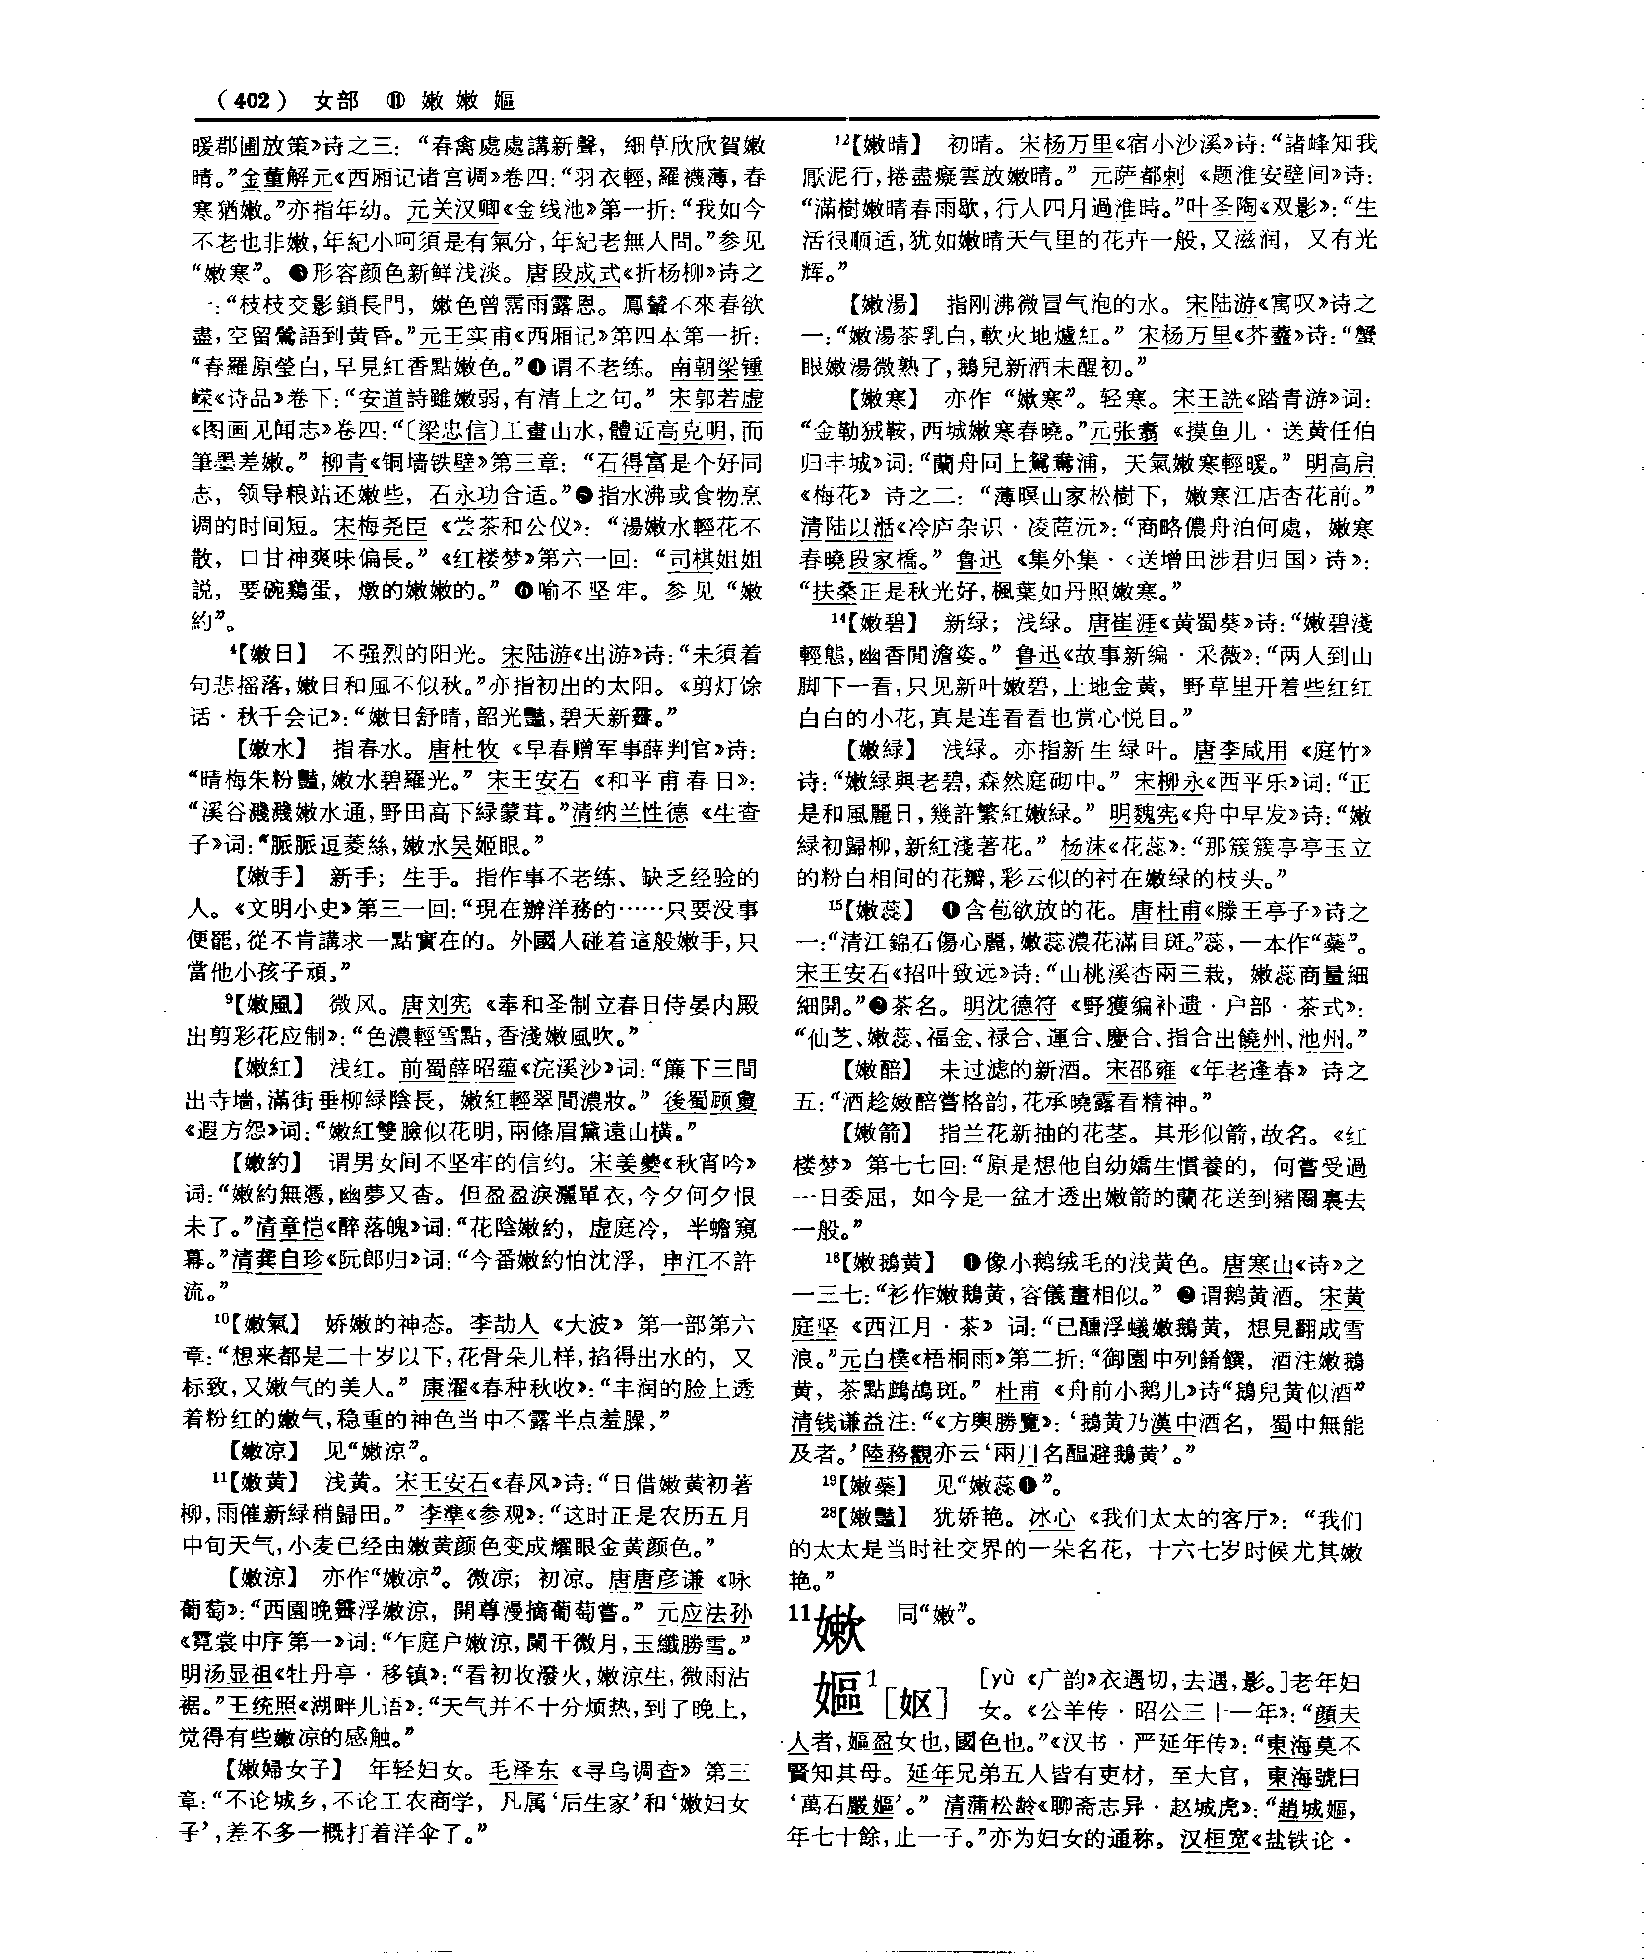 （402） 女部 ⑪ 嫩 嫰 嫗
暖郡圃放策》诗之三：“春禽處處講新聲，細草欣欣賀嫩
晴。”金董解元《西厢记诸宫调》卷四：“羽衣輕，羅襪薄，春
寒猶嫩。”亦指年幼。元关汉卿《金线池》第一折：“我如今
不老也非嫩，年紀小呵須是有氣分，年紀老無人問。”参见
“嫩寒”。❸形容颜色新鲜浅淡。唐段成式《折杨柳》诗之
一：“枝枝交影鎖長門，嫩色曾霑雨露恩。鳳輦不來春欲
盡，空留鶯語到黄昏。”元王实甫《西厢记》第四本第一折：
“春羅原瑩白，早見紅香點嫩色。”❹谓不老练。南朝梁锺
嵘《诗品》卷下：“安道詩雖嫩弱，有清上之句。”宋郭若虚
《图画见闻志》卷四：“〔梁忠信〕工畫山水，體近高克明，而
筆墨差嫩。”柳青《铜墙铁壁》第三章：“石得富是个好同
志，领导粮站还嫩些，石永功合适。”❺指水沸或食物烹
调的时间短。宋梅尧臣《尝茶和公仪》：“湯嫩水輕花不
散，口甘神爽味偏長。”《红楼梦》第六一回：“司棋姐姐
説，要碗鷄蛋，燉的嫩嫩的。”❻喻不坚牢。参见“嫩
約”。
4【嫩日】 不强烈的阳光。宋陆游《出游》诗：“未須着
句悲摇落，嫩日和風不似秋。”亦指初出的太阳。《剪灯馀
话·秋千会记》：“嫩日舒晴，韶光豔，碧天新霽。”
【嫩水】 指春水。唐杜牧《早春赠军事薛判官》诗：
“晴梅朱粉豔，嫩水碧羅光。”宋王安石《和平甫春日》：
“溪谷濺濺嫩水通，野田高下緑蒙茸。”清纳兰性德《生查
子》词：“脈脈逗菱絲，嫩水吴姬眼。”
【嫩手】 新手；生手。指作事不老练、缺乏经验的
人。《文明小史》第三一回：“現在辦洋務的……只要没事
便罷，從不肯講求一點實在的。外國人碰着這般嫩手，只
當他小孩子頑。”
9【嫩風】 微风。唐刘宪《奉和圣制立春日侍晏内殿
出剪彩花应制》：“色濃輕雪點，香淺嫩風吹。”
【嫩紅】 浅红。前蜀薛昭蕴《浣溪沙》词：“簾下三間
出寺墙，滿街垂柳緑陰長，嫩紅輕翠間濃妝。”後蜀顾敻
《遐方怨》词：“嫩紅雙臉似花明，兩條眉黛遠山横。”
【嫩約】 谓男女间不坚牢的信约。宋姜夔《秋宵吟》
词：“嫩約無憑，幽夢又杳。但盈盈淚灑單衣，今夕何夕恨
未了。”清章恺《醉落魄》词：“花陰嫩約，虚庭冷，半蟾窺
幕。”清龚自珍《阮郎归》词：“今番嫩約怕沈浮，申江不許
流。”
10【嫩氣】 娇嫩的神态。李劼人《大波》第一部第六
章：“想来都是二十岁以下，花骨朵儿样，掐得出水的，又
标致，又嫩气的美人。”康濯《春种秋收》：“丰润的脸上透
着粉红的嫩气，稳重的神色当中不露半点羞臊，”
【嫩凉】 见“嫩涼”。
11【嫩黄】 浅黄。宋王安石《春风》诗：“日借嫩黄初著
柳，雨催新緑稍歸田。”李凖《参观》：“这时正是农历五月
中旬天气，小麦已经由嫩黄颜色变成耀眼金黄颜色。”
【嫩涼】 亦作“嫩凉”。微凉；初凉。唐唐彦谦《咏
葡萄》：“西園晚霽浮嫩涼，開尊漫摘葡萄嘗。”元应法孙
《霓裳中序第一》词：“乍庭户嫩涼，闌干微月，玉纖勝雪。”
明汤显祖《牡丹亭·移镇》：“看初收潑火，嫩涼生，微雨沾
裾。”王统照《湖畔儿语》：“天气并不十分烦热，到了晚上，
觉得有些嫩凉的感触。”
【嫩婦女子】 年轻妇女。毛泽东《寻乌调查》第三
章：“不论城乡，不论工农商学，凡属‘后生家’和‘嫩妇女
子’，差不多一概打着洋伞了。”
12【嫩晴】 初晴。宋杨万里《宿小沙溪》诗：“諸峰知我
厭泥行，捲盡癡雲放嫩晴。”元萨都剌《题淮安壁间》诗：
“滿樹嫩晴春雨歇，行人四月過淮時。”叶圣陶《双影》：“生
活很顺适，犹如嫩晴天气里的花卉一般，又滋润，又有光
辉。”
【嫩湯】 指刚沸微冒气泡的水。宋陆游《寓叹》诗之
一：“嫩湯茶乳白，軟火地爐紅。”宋杨万里《芥虀》诗：“蟹
眼嫩湯微熟了，鵝兒新酒未醒初。”
【嫩寒】 亦作“嫰寒”。轻寒。宋王詵《踏青游》词：
“金勒狨鞍，西城嫩寒春曉。”元张翥《摸鱼儿·送黄任伯
归丰城》词：“蘭舟同上鴛鴦浦，天氣嫩寒輕暖。”明高启
《梅花》诗之二：“薄暝山家松樹下，嫩寒江店杏花前。”
清陆以湉《冷庐杂识·凌茝沅》：“商略儂舟泊何處，嫩寒
春曉段家橋。”鲁迅《集外集·〈送增田涉君归国〉诗》：
“扶桑正是秋光好，楓葉如丹照嫩寒。”
14【嫩碧】 新绿；浅绿。唐崔涯《黄蜀葵》诗：“嫩碧淺
輕態，幽香閒澹姿。”鲁迅《故事新编·采薇》：“两人到山
脚下一看，只见新叶嫩碧，土地金黄，野草里开着些红红
白白的小花，真是连看看也赏心悦目。”
【嫩緑】 浅绿。亦指新生绿叶。唐李咸用《庭竹》
诗：“嫩緑與老碧，森然庭砌中。”宋柳永《西平乐》词：“正
是和風麗日，幾許繁紅嫩緑。”明魏宪《舟中早发》诗：“嫩
緑初歸柳，新紅淺著花。”杨沫《花蕊》：“那簇簇亭亭玉立
的粉白相间的花瓣，彩云似的衬在嫩绿的枝头。”
15【嫩蕊】 ❶含苞欲放的花。唐杜甫《滕王亭子》诗之
一：“清江錦石傷心麗，嫩蕊濃花滿目斑。”蕊，一本作“蘂”。
宋王安石《招叶致远》诗：“山桃溪杏兩三栽，嫩蕊商量細
細開。”❷茶名。明沈德符《野獲编补遗·户部·茶式》：
“仙芝、嫩蕊、福金、禄合、運合、慶合、指合出饒州、池州。”
【嫩醅】 未过滤的新酒。宋邵雍《年老逢春》诗之
五：“酒趁嫩醅嘗格韵，花承曉露看精神。”
【嫩箭】 指兰花新抽的花茎。其形似箭，故名。《红
楼梦》第七七回：“原是想他自幼嬌生慣養的，何嘗受過
一日委屈，如今是一盆才透出嫩箭的蘭花送到豬圈裏去
一般。”
18【嫩鵝黄】 ❶像小鹅绒毛的浅黄色。唐寒山《诗》之
一三七：“衫作嫩鵝黄，容儀畫相似。”❷谓鹅黄酒。宋黄
庭坚《西江月·茶》词：“已醺浮蟻嫩鵝黄，想見翻成雪
浪。”元白樸《梧桐雨》第二折：“御園中列餚饌，酒注嫩鵝
黄，茶點鷓鴣斑。”杜甫《舟前小鹅儿》诗“鵝兒黄似酒”
清钱谦益注：“《方輿勝覽》：‘鵝黄乃漢中酒名，蜀中無能
及者。’陸務觀亦云‘兩川名醖避鵝黄’。”
19【嫩蘂】 见“嫩蕊❶”。
28【嫩豔】 犹娇艳。冰心《我们太太的客厅》：“我们
的太太是当时社交界的一朵名花，十六七岁时候尤其嫩
艳。”
11嫰 同“嫩”。
嫗1［妪］ ［yù《广韵》衣遇切，去遇，影。］老年妇
女。《公羊传·昭公三十一年》：“顔夫
人者，嫗盈女也，國色也。”《汉书·严延年传》：“東海莫不
賢知其母。延年兄弟五人皆有吏材，至大官，東海號曰
‘萬石嚴嫗’。”清蒲松龄《聊斋志异·赵城虎》：“趙城嫗，
年七十餘，止一子。”亦为妇女的通称。汉桓宽《盐铁论·